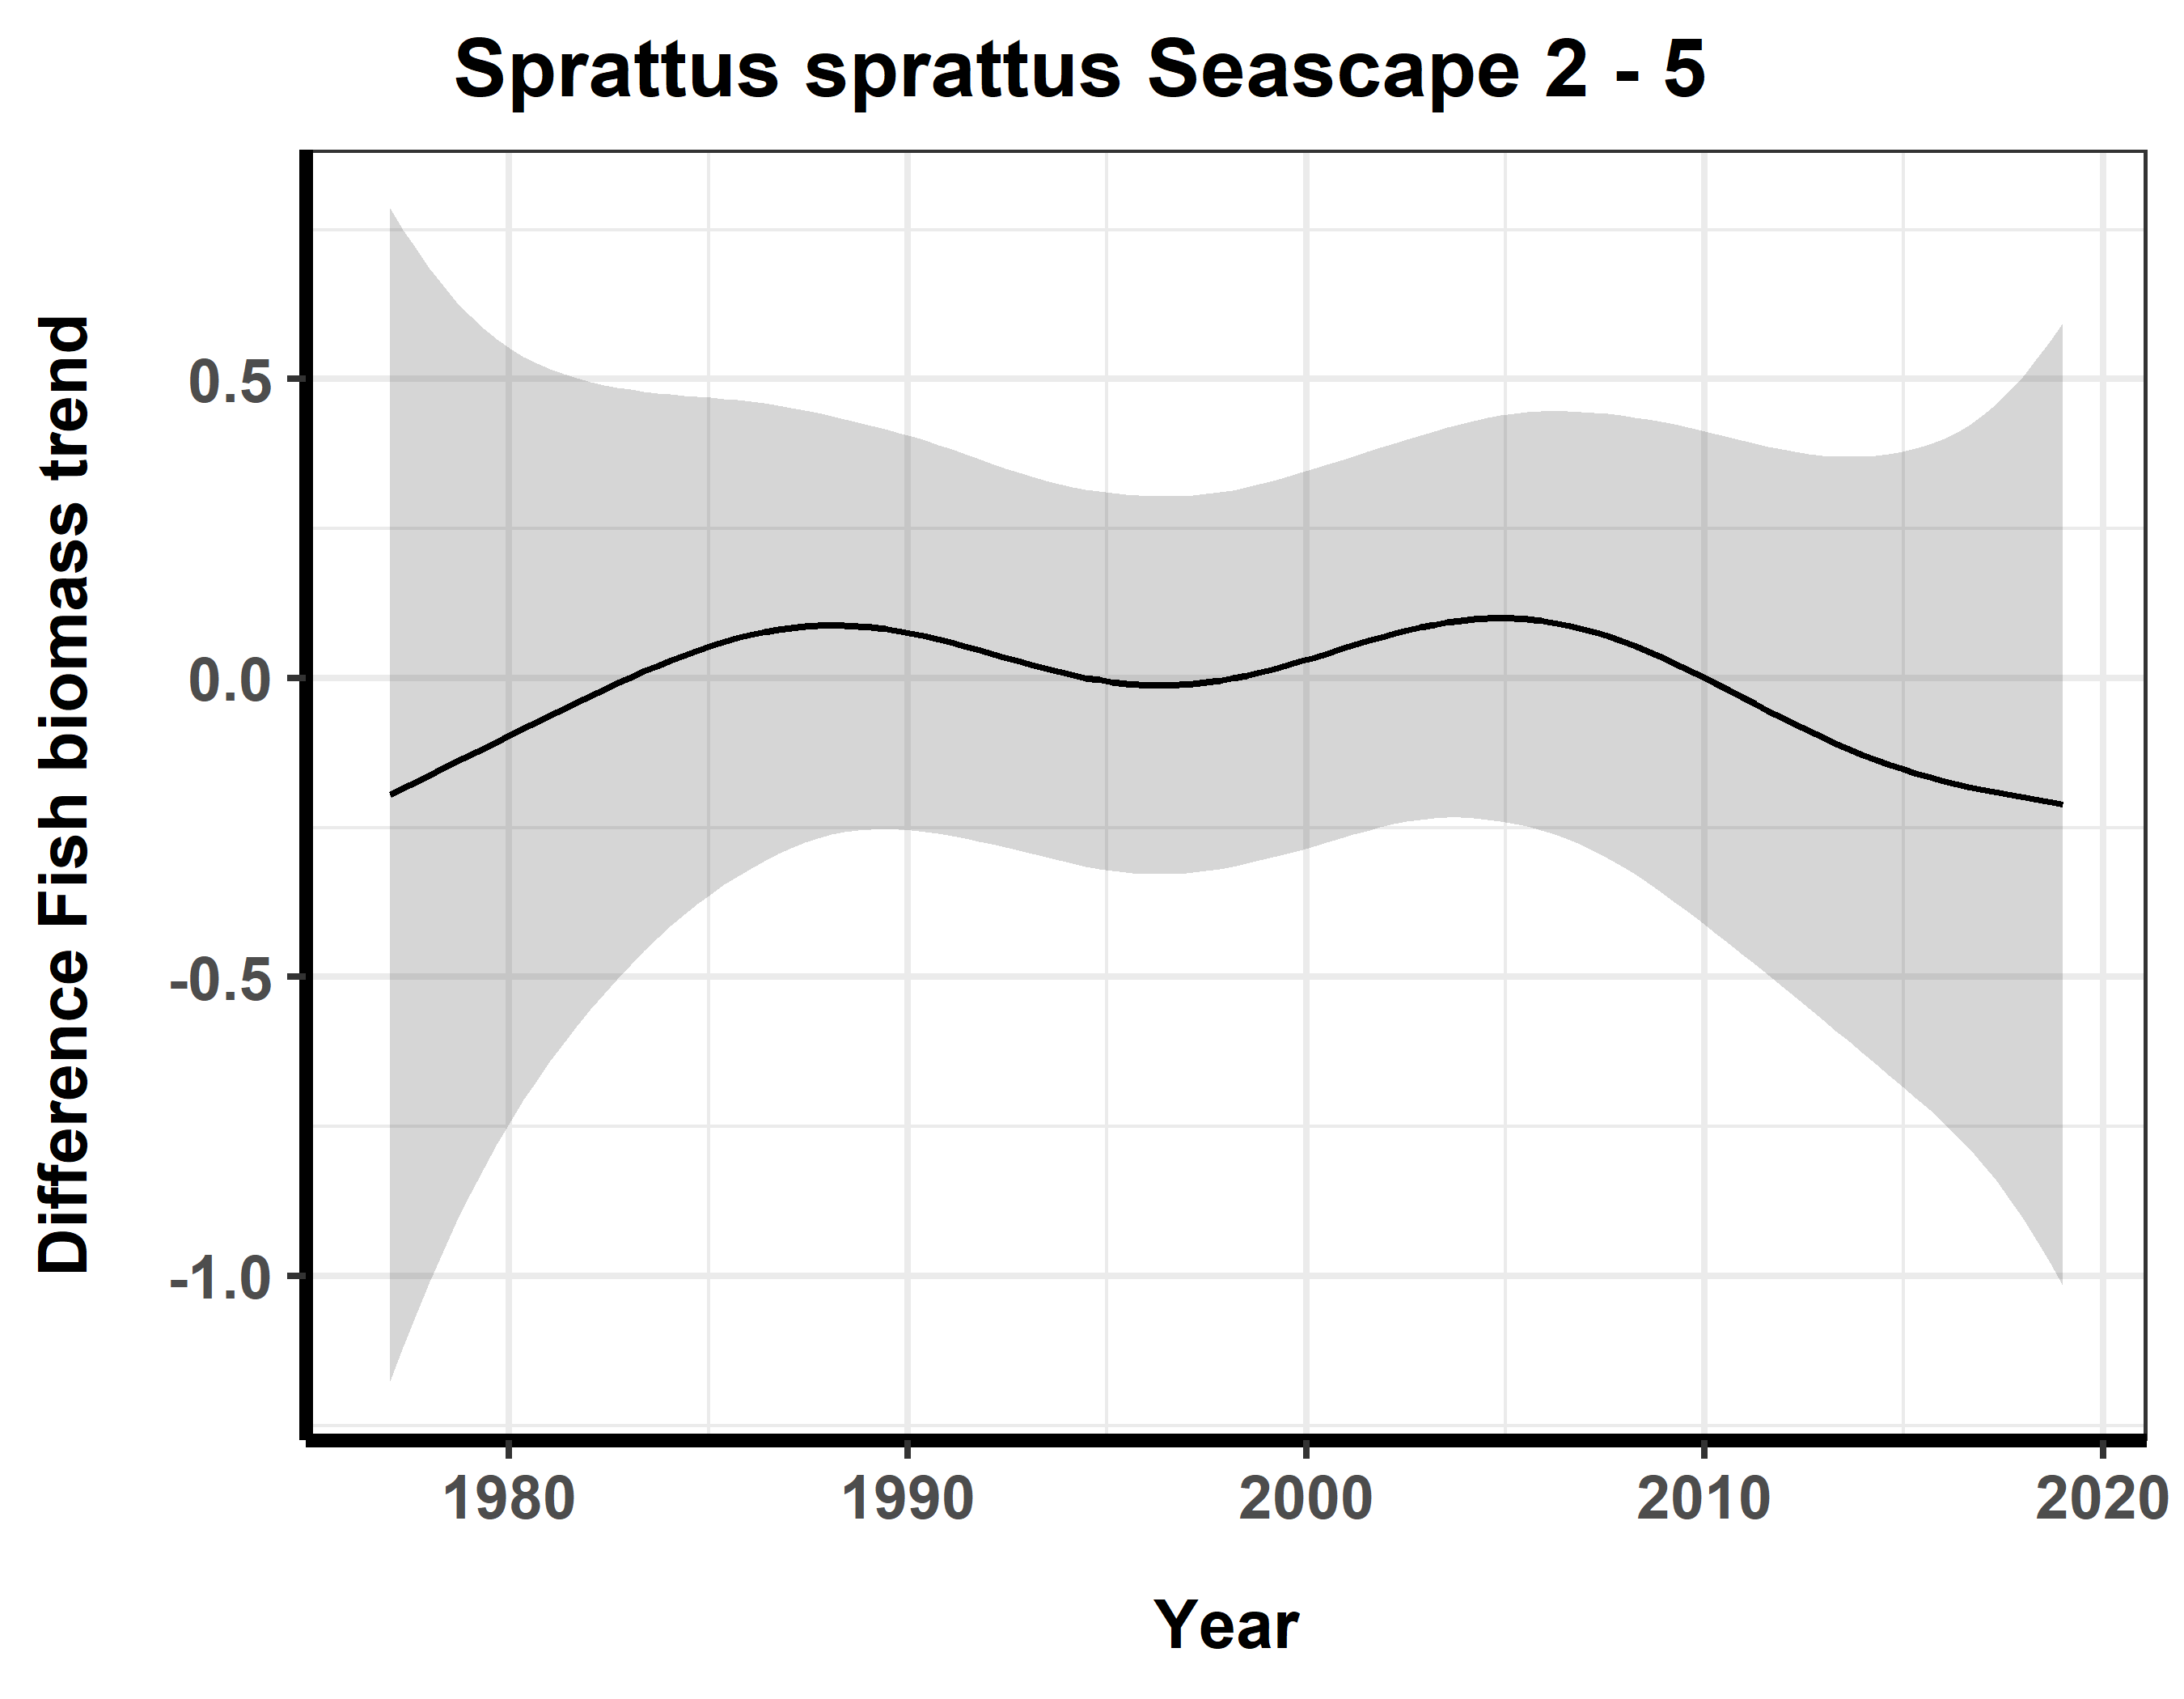 Sprattus sprattus Seascape 2 - 5
Difference Fish biomass trend
0.5
0.0
-0.5
-1.0
1980 1990 2000 2010 2020
Year